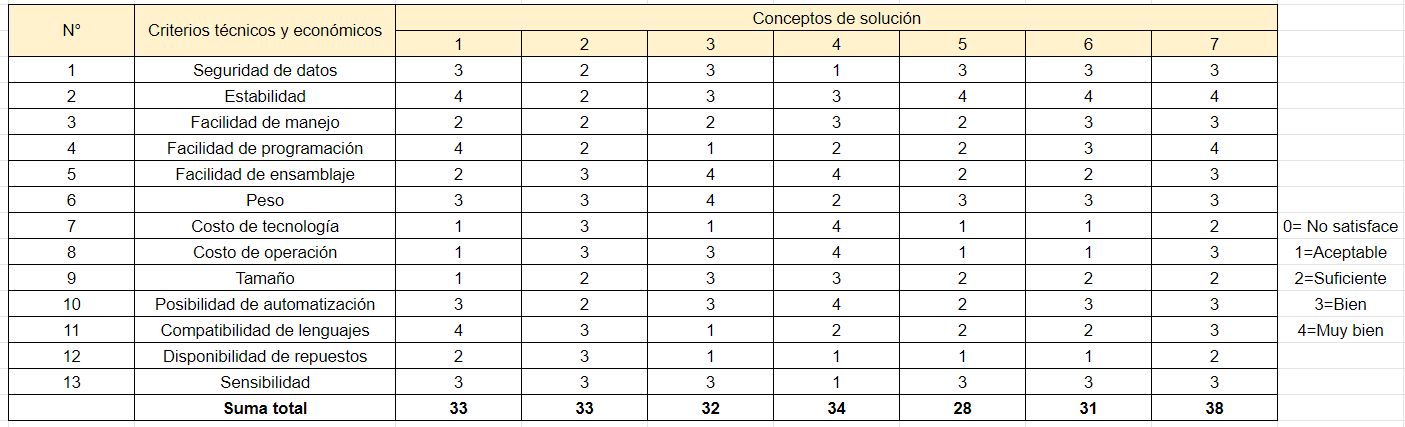 N° Criterios técnicos y económicos Conceptos de solución
1 2 3 4 5 6 7
1 Seguridad de datos 3 2 3 1 3 3 3
2 Estabilidad 4 2 3 3 4 4 4
3 Facilidad de manejo 2 2 2 3 2 3 3
4 Facilidad de programación 4 2 1 2 2 3 4
5 Facilidad de ensamblaje 2 3 4 4 2 2 3
6 Peso 3 3 4 2 3 3 3
7 Costo de tecnología 1 3 1 4 1 1 2 0= No satisface
8 Costo de operación 1 3 3 4 1 1 3 1=Aceptable
9 Tamaño 1 2 3 3 2 2 2 2=Suficiente
10 Posibilidad de automatización 3 2 3 4 2 3 3 3=Bien
11 Compatibilidad de lenguajes 4 3 1 2 2 2 3 4=Muy bien
12 Disponibilidad de repuestos 2 3 1 1 1 1 2
13 Sensibilidad 3 3 3 1 3 3 3
Suma total 33 33 32 34 28 31 38